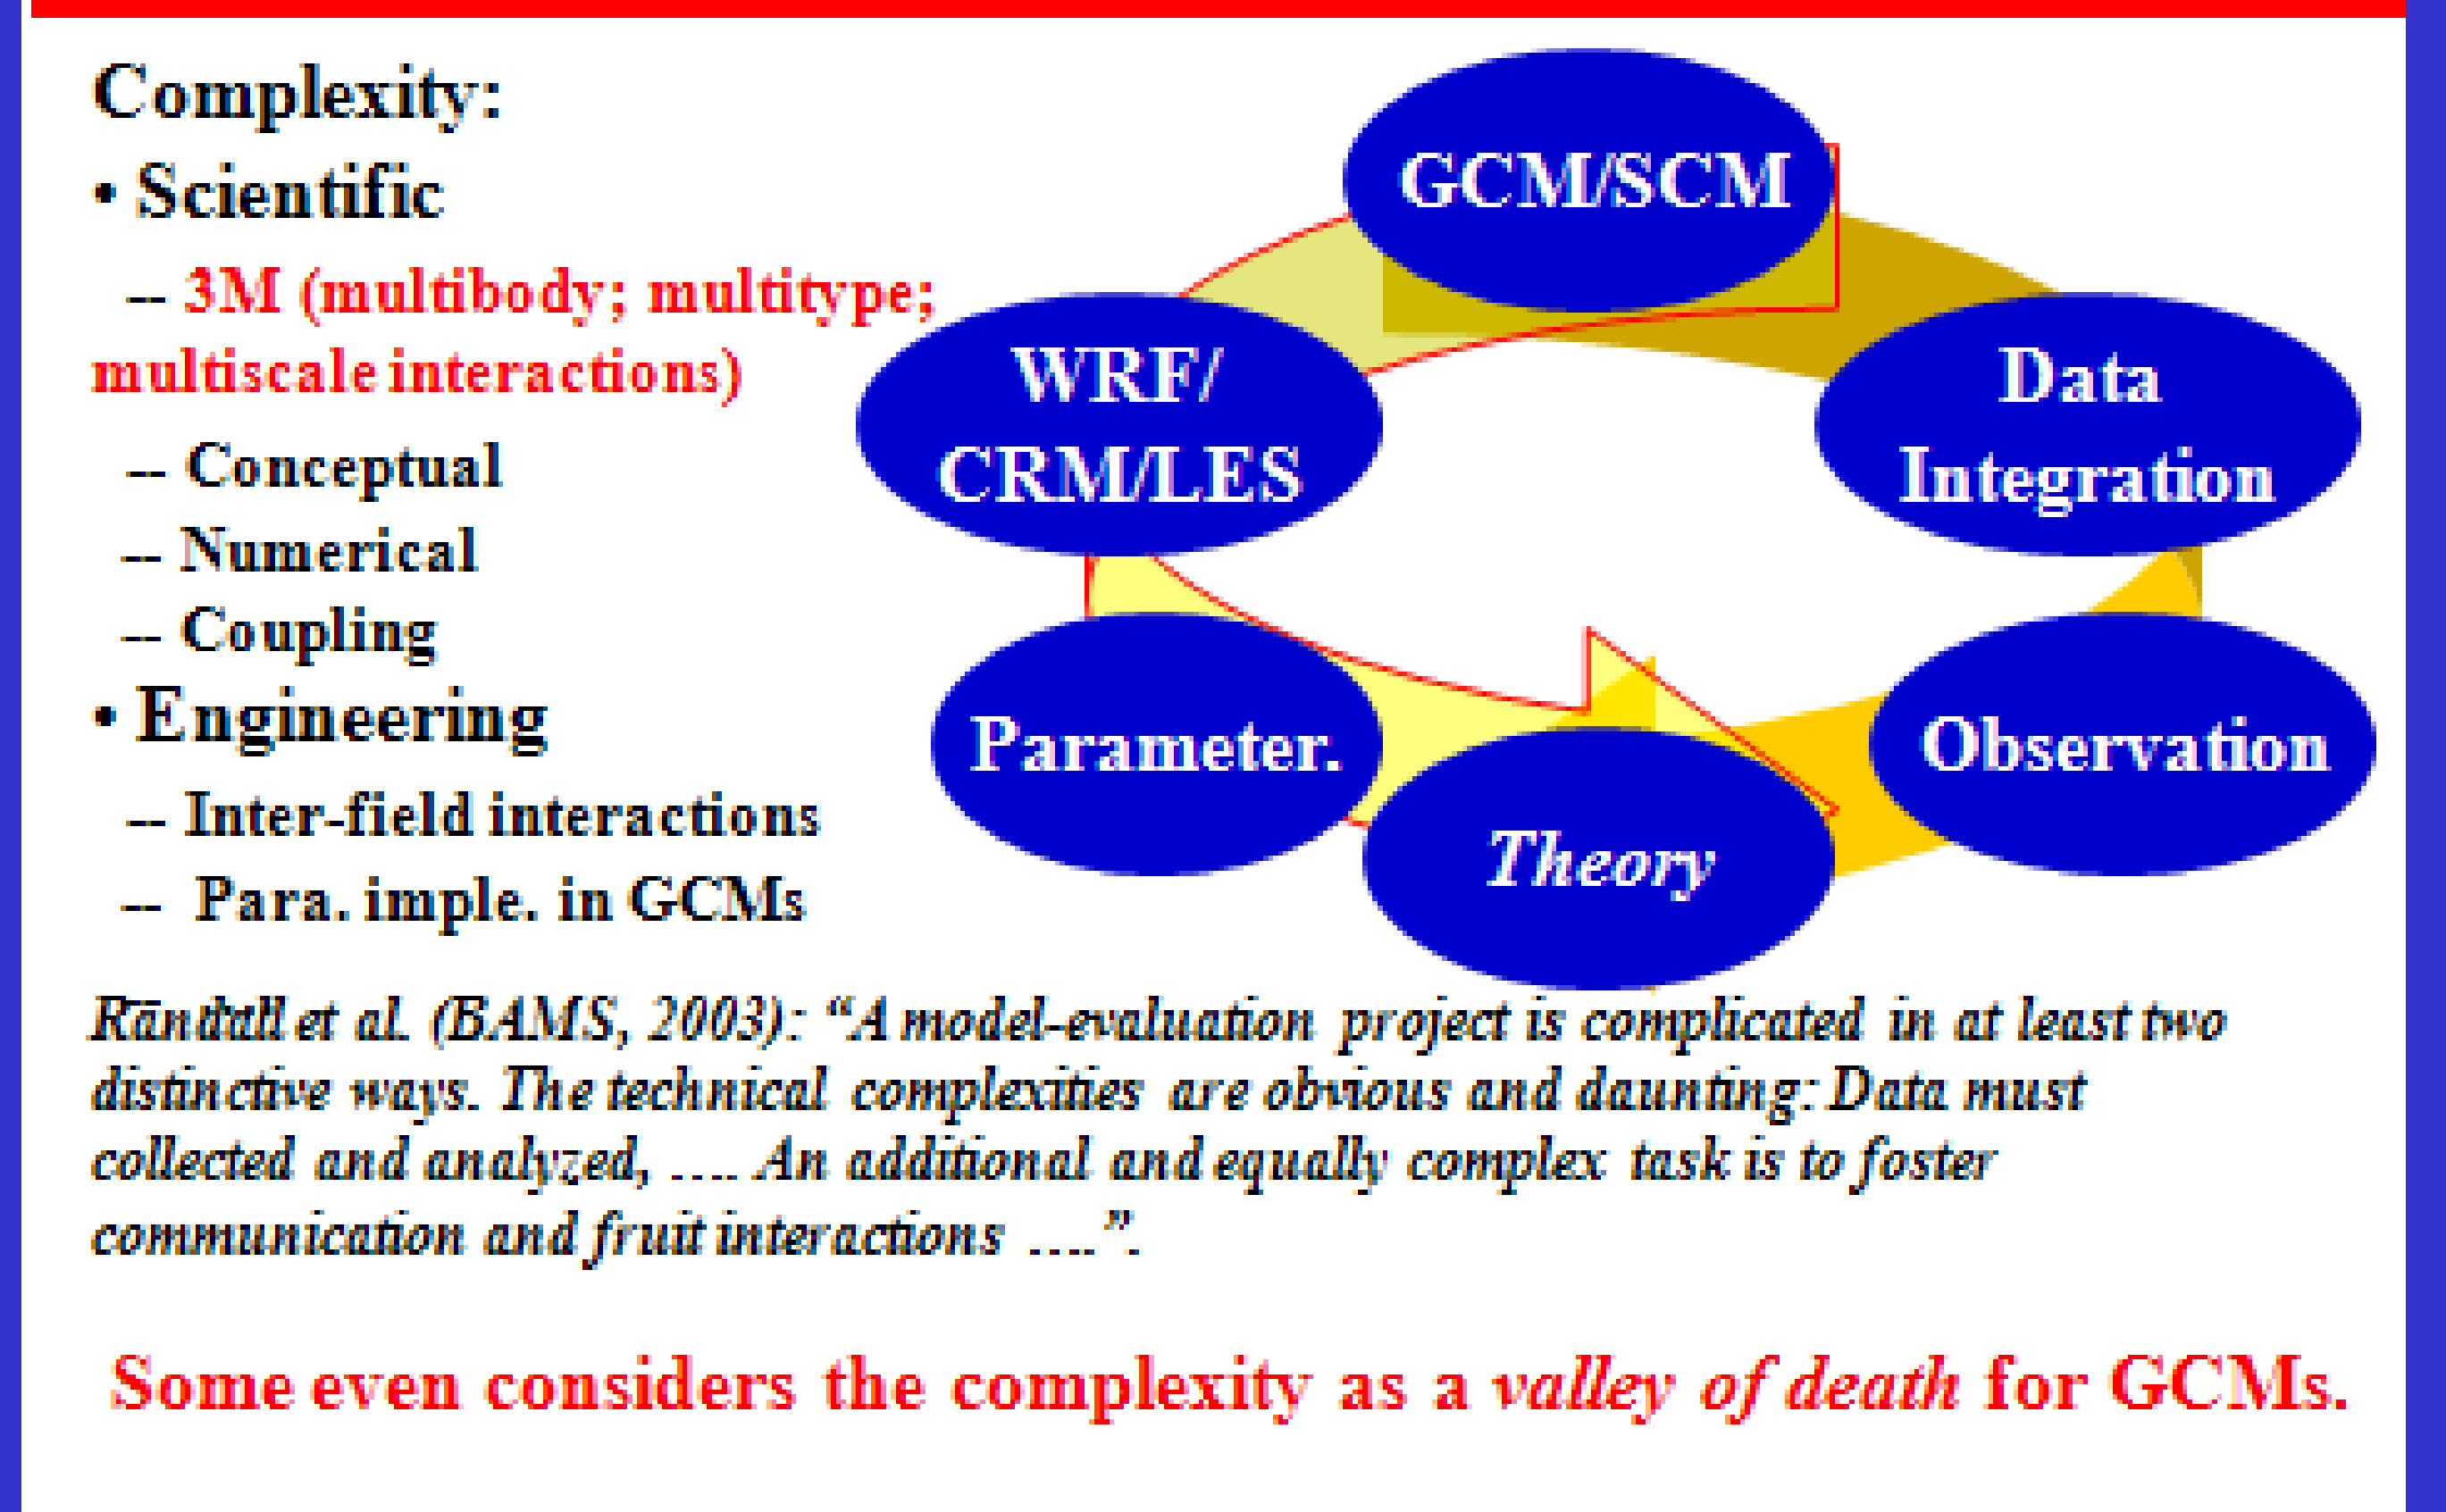 Complexity:
• Scientific
-- 3M (multibody; multitype;
multiscale interactions)
-- Conceptual
-- Numerical
-- Coupling
• Engineering
-- Inter-field interactions
-- Para. imple. in GCMs
GCM/SCM
WRF/
CRM/LES
Data
Integration
Parameter.
Theory
Observation
Randall et al. (BAMS, 2003): “A model-evaluation project is complicated in at least two
distinctive ways. The technical complexities are obvious and daunting: Data must
collected and analyzed, …. An additional and equally complex task is to foster
communication and fruit interactions ….”.
Some even considers the complexity as a valley of death for GCMs.